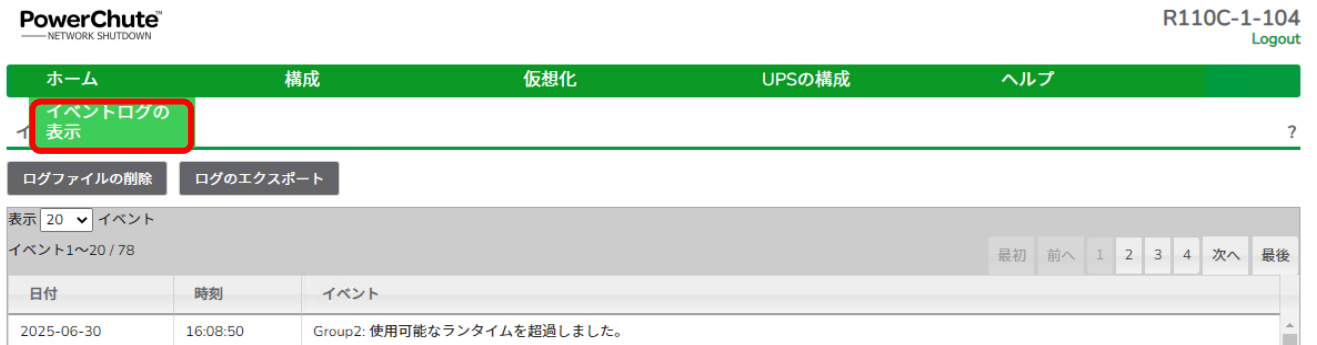 PowerChute™
NETWORK SHUTDOWN
R110C-1-104
Logout
ホーム 構成 仮想化 UPSの構成 ヘルプ
イベントログの
表示
イ
?
ログファイルの削除 ログのエクスポート
表示 20 イベント
イベント1～20 / 78
最初 前へ 1 2 3 4 次へ 最後
日付 時刻 イベント
2025-06-30 16:08:50 Group2: 使用可能なランタイムを超過しました。